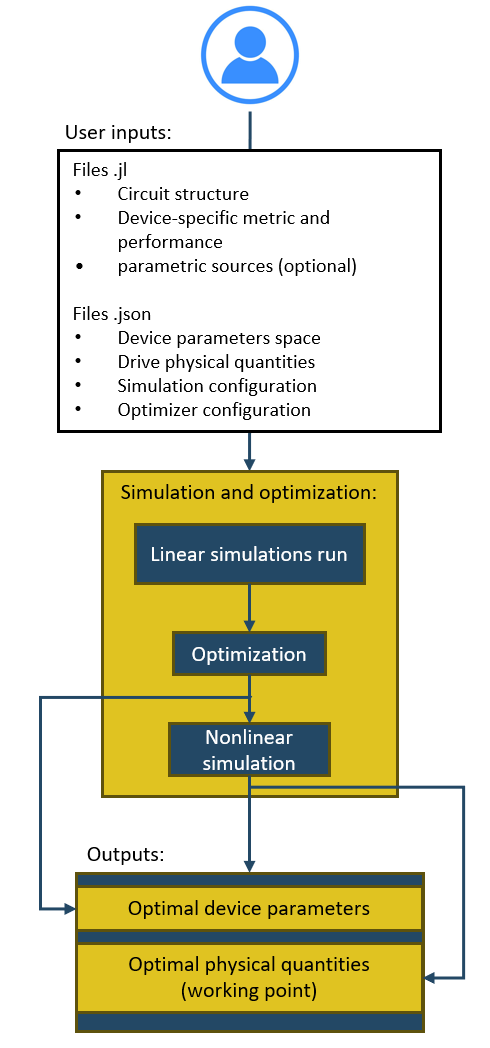 User inputs:
Files .jl
• Circuit structure
• Device-specific metric and
performance
• parametric sources (optional)
Files .json
• Device parameters space
• Drive physical quantities
• Simulation configuration
• Optimizer configuration
Simulation and optimization:
Linear simulations run
Optimization
Nonlinear
simulation
Outputs:
Optimal device parameters
Optimal physical quantities
(working point)